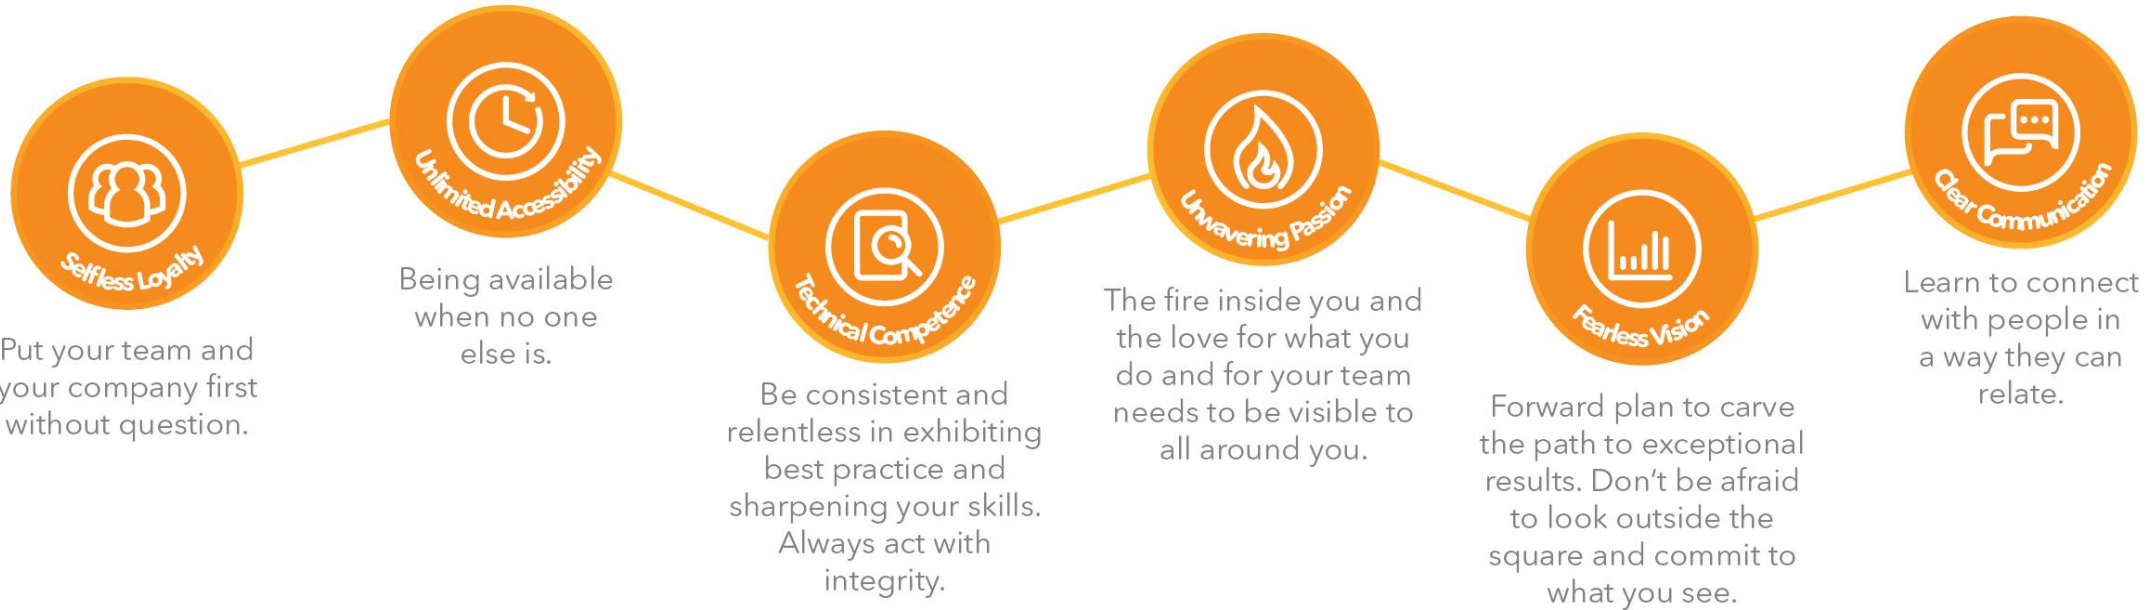 Selfless Loyalty
Put your team and
your company first
without question.
Unlimited Accessibility
Being available
when no one
else is.
Technical Competence
Be consistent and
relentless in exhibiting
best practice and
sharpening your skills.
Always act with
integrity.
Unwavering Passion
The fire inside you and
the love for what you
do and for your team
needs to be visible to
all around you.
Fearless Vision
Forward plan to carve
the path to exceptional
results. Don’t be afraid
to look outside the
square and commit to
what you see.
Clear Communication
Learn to connect
with people in
a way they can
relate.